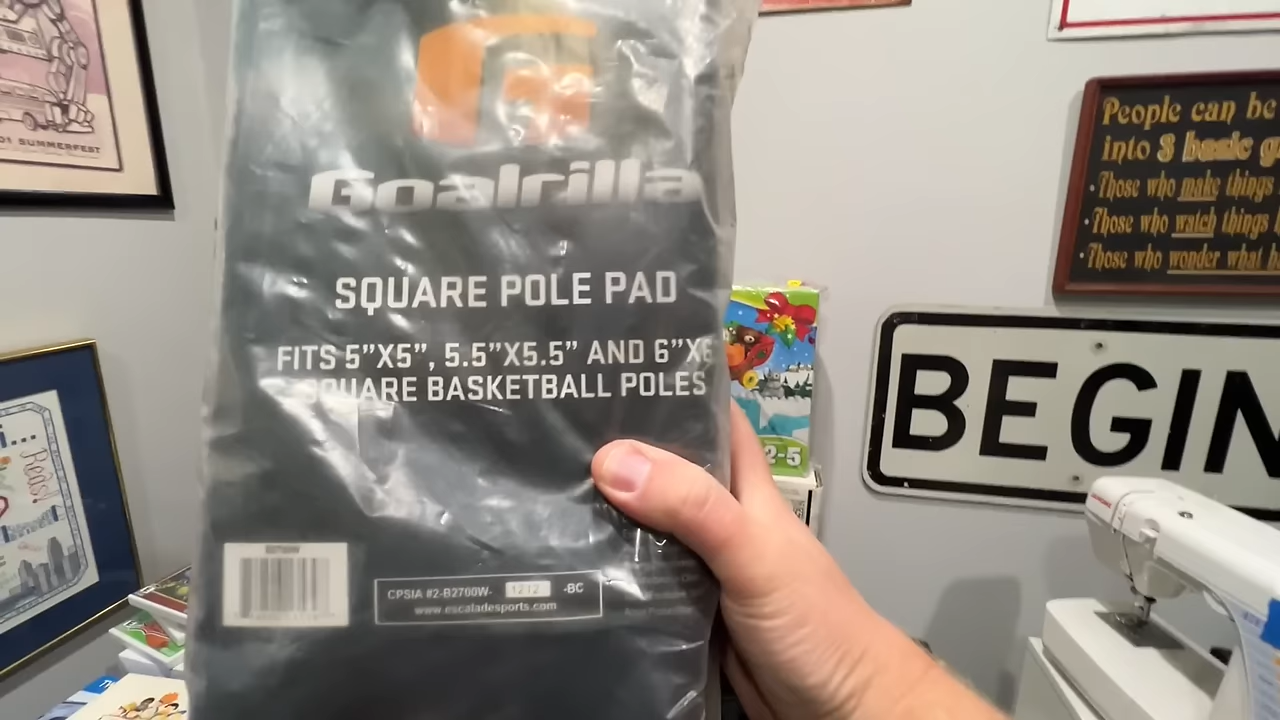 Goalrilla
SQUARE POLE PAD
FITS 5"X5", 5.5"X5.5" AND 6"X6
SQUARE BASKETBALL POLES
CPSIA #2-B2700W- 1212 -BC
www.escaladesports.com
01 SUMMERFEST
People can be
into 3 basic g
• Those who make things
• Those who watch things
• Those who wonder what ha
BEGIN
2-5